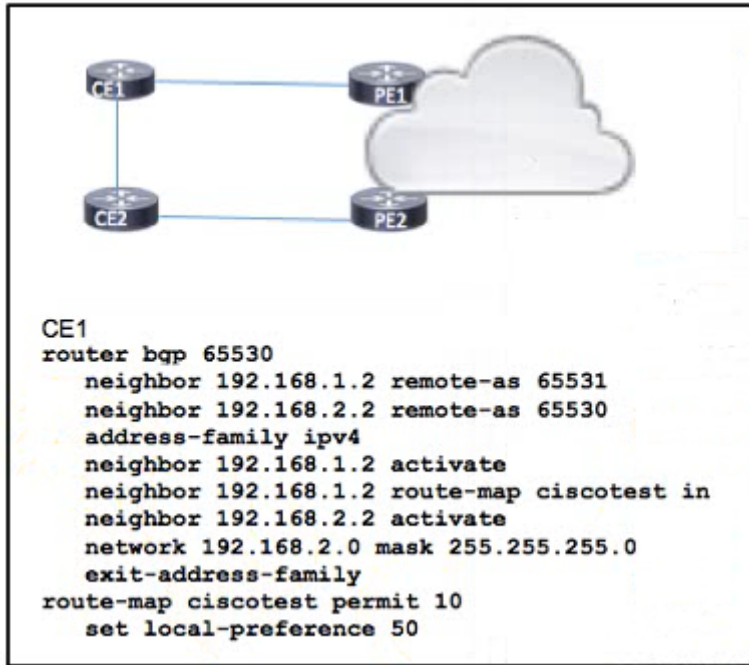 CE1
PE1
CE2
PE2
CE1
router bgp 65530
neighbor 192.168.1.2 remote-as 65531
neighbor 192.168.2.2 remote-as 65530
address-family ipv4
neighbor 192.168.1.2 activate
neighbor 192.168.1.2 route-map ciscotest in
neighbor 192.168.2.2 activate
network 192.168.2.0 mask 255.255.255.0
exit-address-family
route-map ciscotest permit 10
set local-preference 50